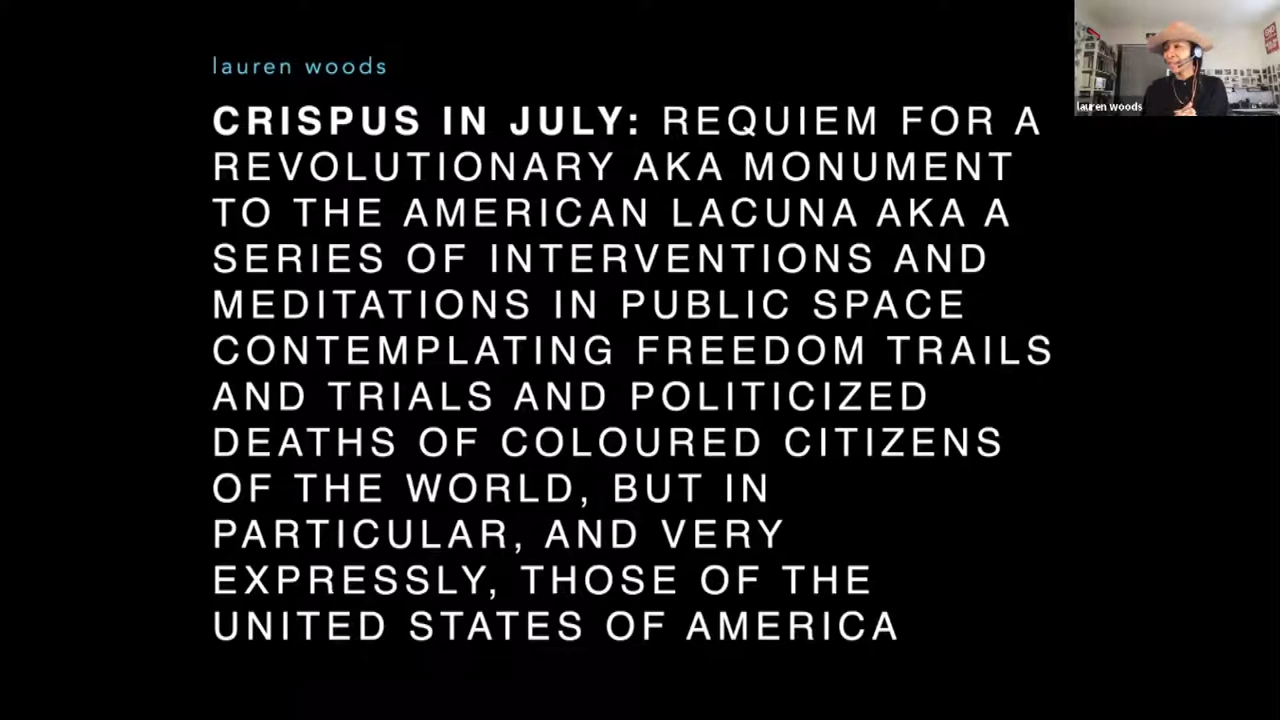 lauren woods
CRISPUS IN JULY: REQUIEM FOR A
REVOLUTIONARY AKA MONUMENT
TO THE AMERICAN LACUNA AKA A
SERIES OF INTERVENTIONS AND
MEDITATIONS IN PUBLIC SPACE
CONTEMPLATING FREEDOM TRAILS
AND TRIALS AND POLITICIZED
DEATHS OF COLOURED CITIZENS
OF THE WORLD, BUT IN
PARTICULAR, AND VERY
EXPRESSLY, THOSE OF THE
UNITED STATES OF AMERICA
lauren woods